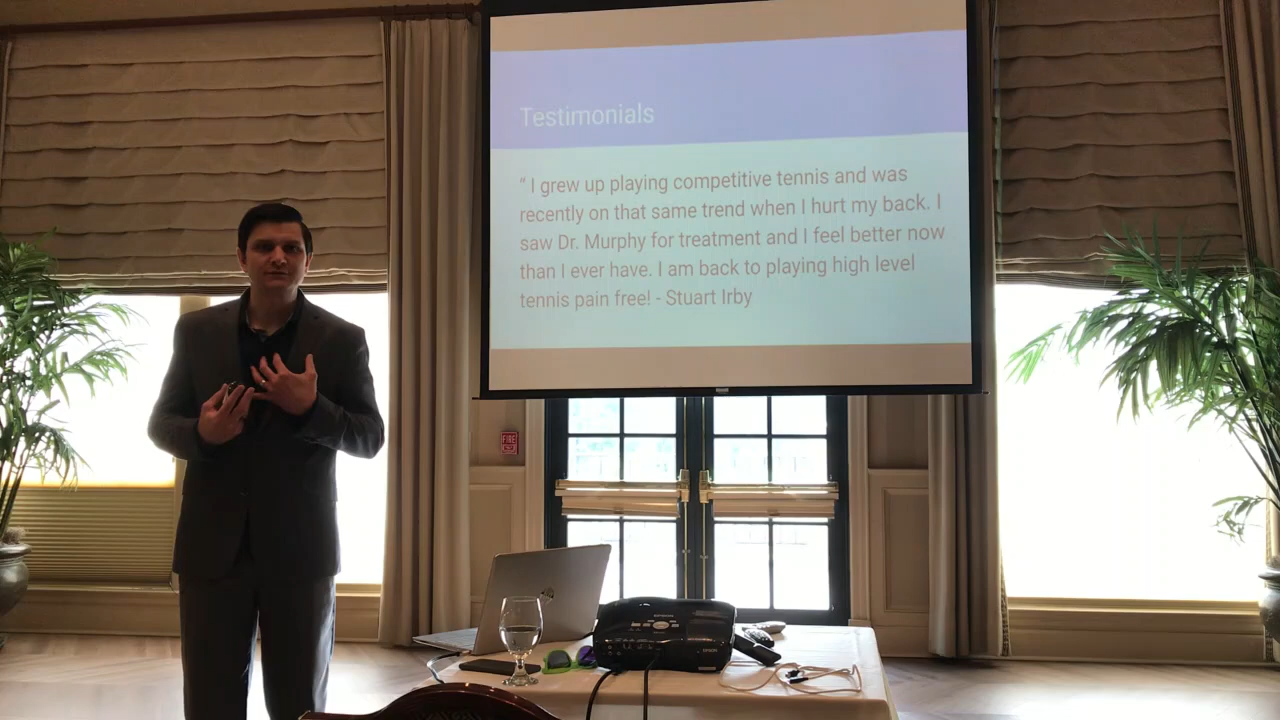 Testimonials
“ I grew up playing competitive tennis and was
recently on that same trend when I hurt my back. I
saw Dr. Murphy for treatment and I feel better now
than I ever have. I am back to playing high level
tennis pain free! - Stuart Irby
FIRE
EPSON